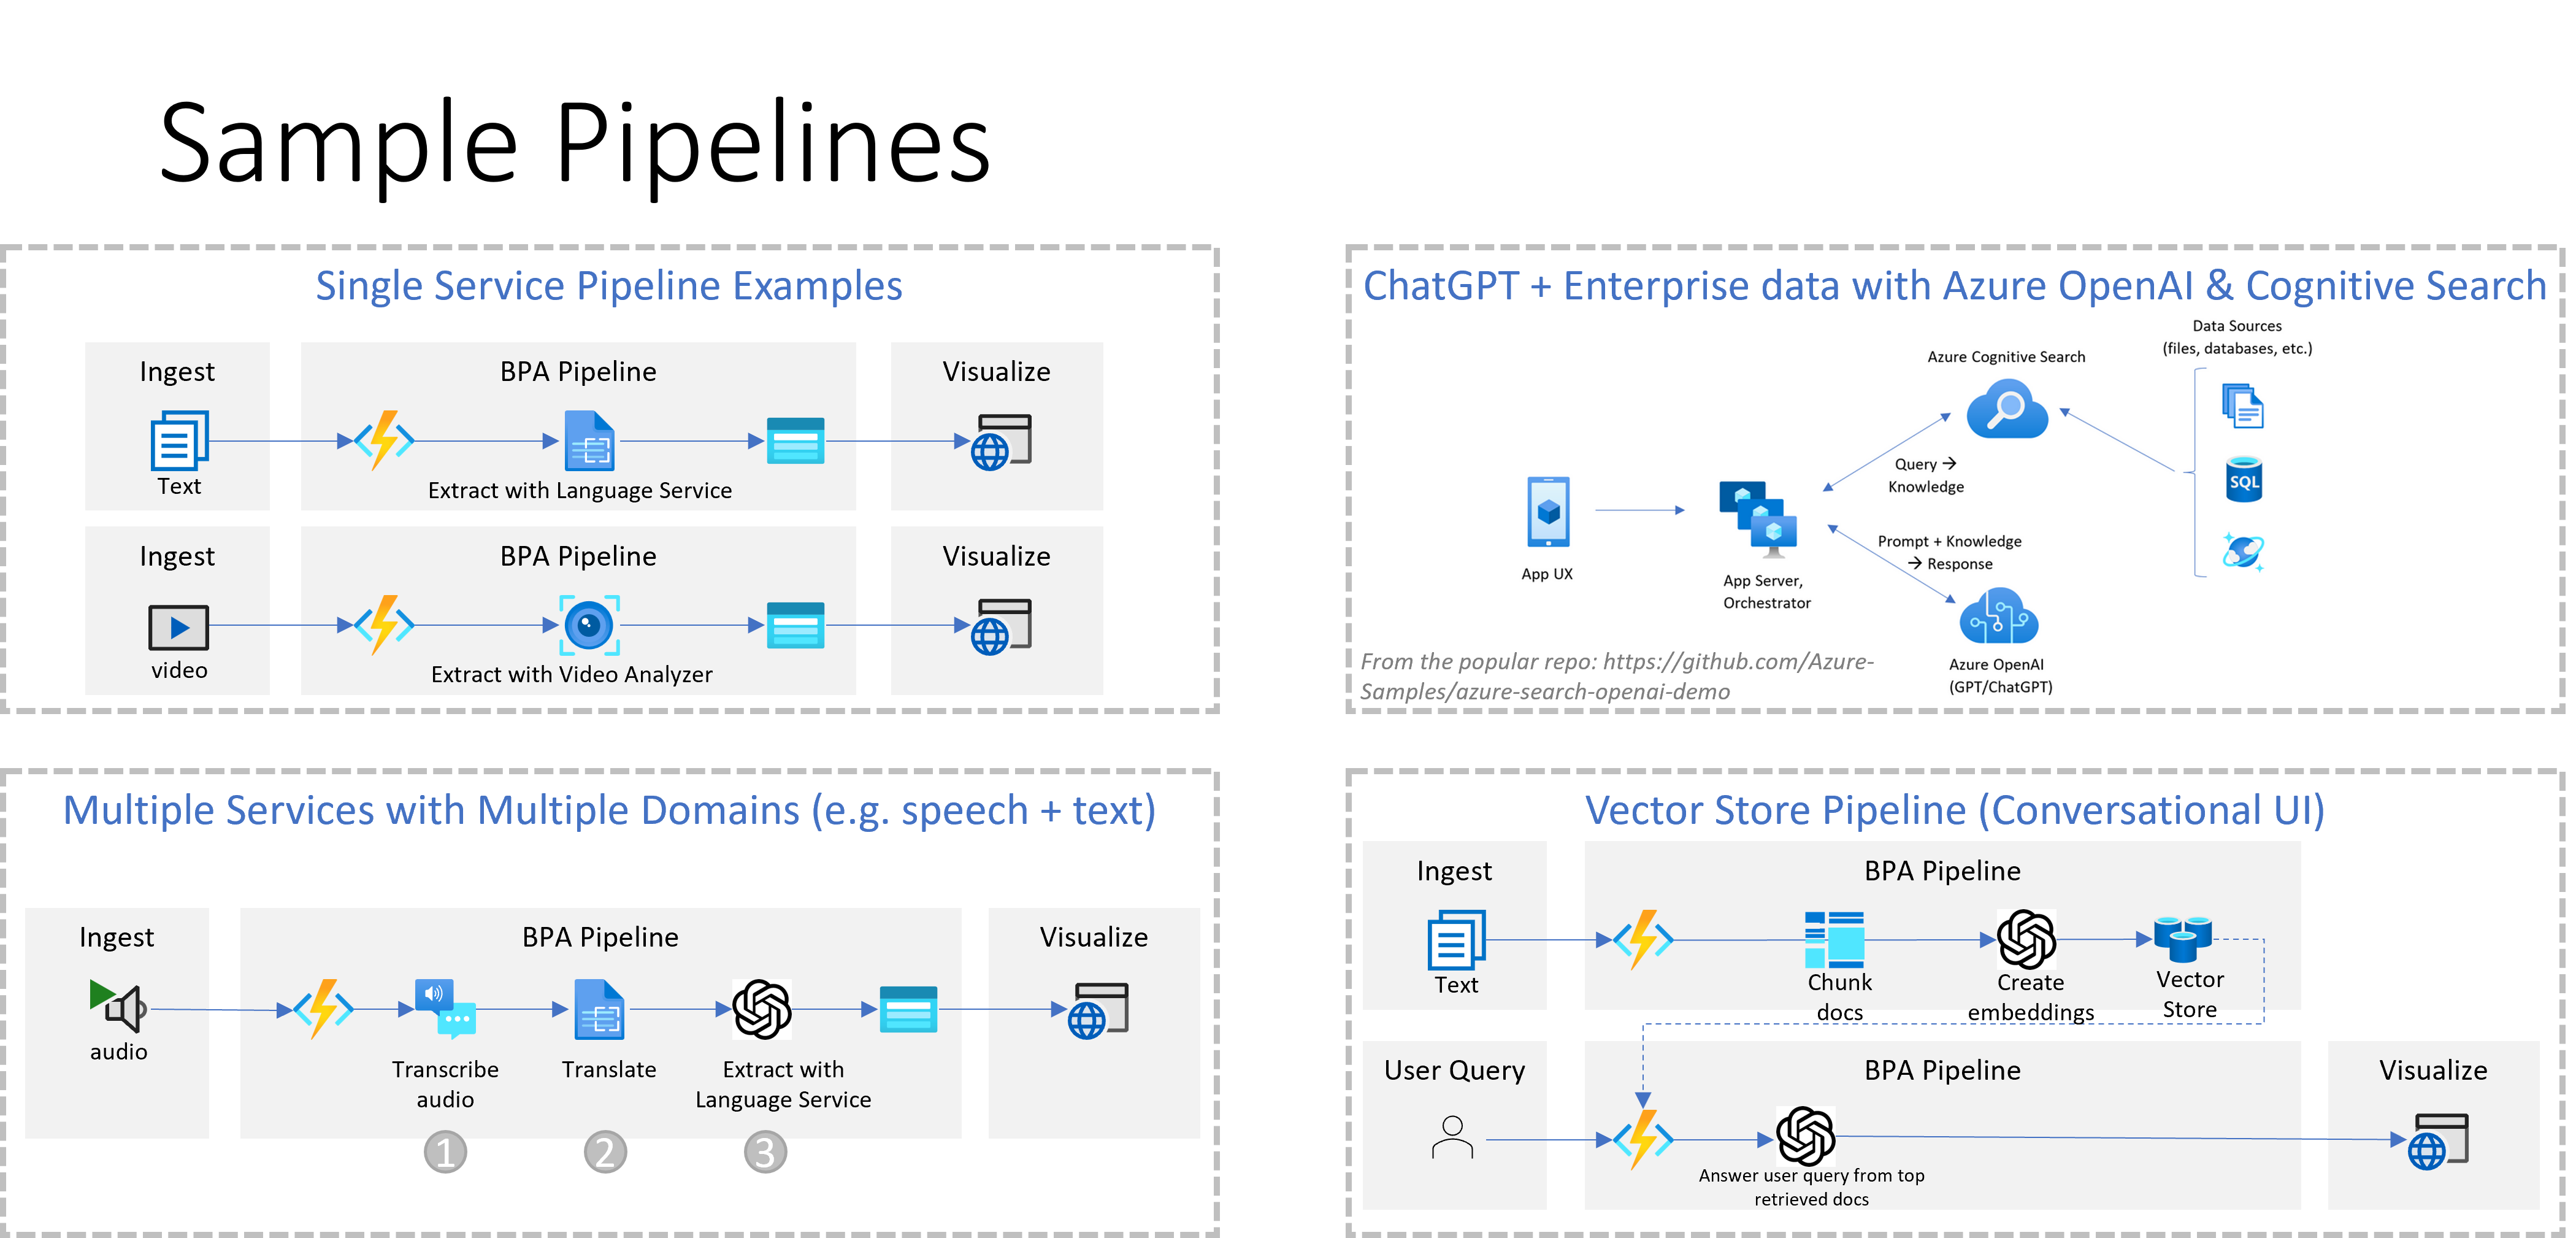 Sample Pipelines
Single Service Pipeline Examples
Ingest
BPA Pipeline
Visualize
Text
Extract with Language Service
Ingest
BPA Pipeline
Visualize
video
Extract with Video Analyzer
ChatGPT + Enterprise data with Azure OpenAI & Cognitive Search
Data Sources
(files, databases, etc.)
Azure Cognitive Search
Query →
Knowledge
SQL
Prompt + Knowledge
→ Response
App UX
App Server,
Orchestrator
Azure OpenAI
(GPT/ChatGPT)
From the popular repo: https://github.com/Azure-
Samples/azure-search-openai-demo
Multiple Services with Multiple Domains (e.g. speech + text)
Ingest
BPA Pipeline
Visualize
audio
Transcribe
audio
Translate
Extract with
Language Service
1
2
3
Vector Store Pipeline (Conversational UI)
Ingest
BPA Pipeline
Text
Chunk
docs
Create
embeddings
Vector
Store
User Query
BPA Pipeline
Visualize
Answer user query from top
retrieved docs